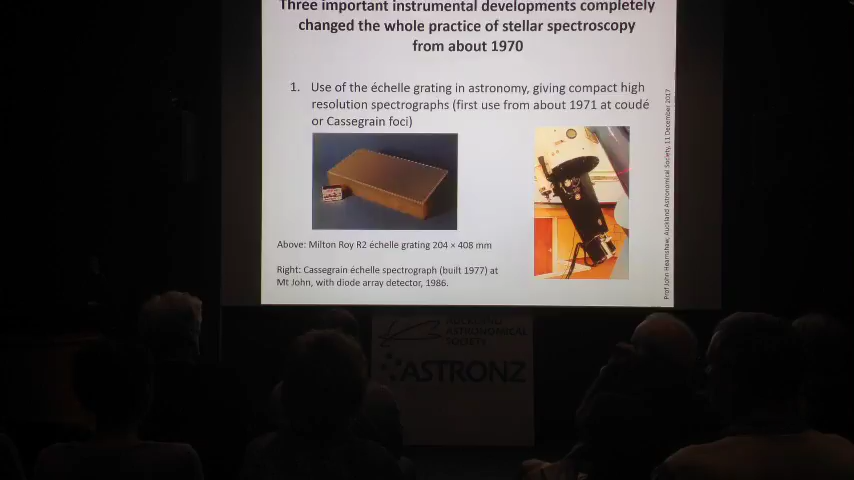 Three important instrumental developments completely
changed the whole practice of stellar spectroscopy
from about 1970
1. Use of the échelle grating in astronomy, giving compact high
resolution spectrographs (first use from about 1971 at coudé
or Cassegrain foci)
Above: Milton Roy R2 échelle grating 204 × 408 mm
Right: Cassegrain échelle spectrograph (built 1977) at
Mt John, with diode array detector, 1986.
Prof John Hearnshaw, Auckland Astronomical Society, 11 December 2017
AUCKLAND
ASTRONOMICAL
SOCIETY
ASTRONZ